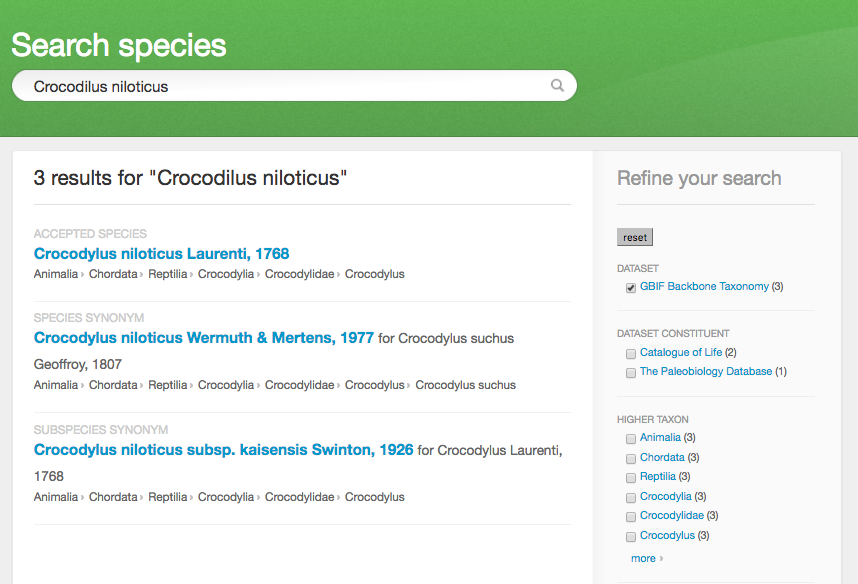 Search species
Crocodilus niloticus
3 results for "Crocodilus niloticus"
ACCEPTED SPECIES
Crocodylus niloticus Laurenti, 1768
Animalia › Chordata › Reptilia › Crocodylia › Crocodylidae › Crocodylus
SPECIES SYNONYM
Crocodylus niloticus Wermuth & Mertens, 1977 for Crocodylus suchus
Geoffroy, 1807
Animalia › Chordata › Reptilia › Crocodylia › Crocodylidae › Crocodylus › Crocodylus suchus
SUBSPECIES SYNONYM
Crocodylus niloticus subsp. kaisensis Swinton, 1926 for Crocodylus Laurenti,
1768
Animalia › Chordata › Reptilia › Crocodylia › Crocodylidae › Crocodylus
Refine your search
reset
DATASET
GBIF Backbone Taxonomy (3)
DATASET CONSTITUENT
Catalogue of Life (2)
The Paleobiology Database (1)
HIGHER TAXON
Animalia (3)
Chordata (3)
Reptilia (3)
Crocodylia (3)
Crocodylidae (3)
Crocodylus (3)
more ›